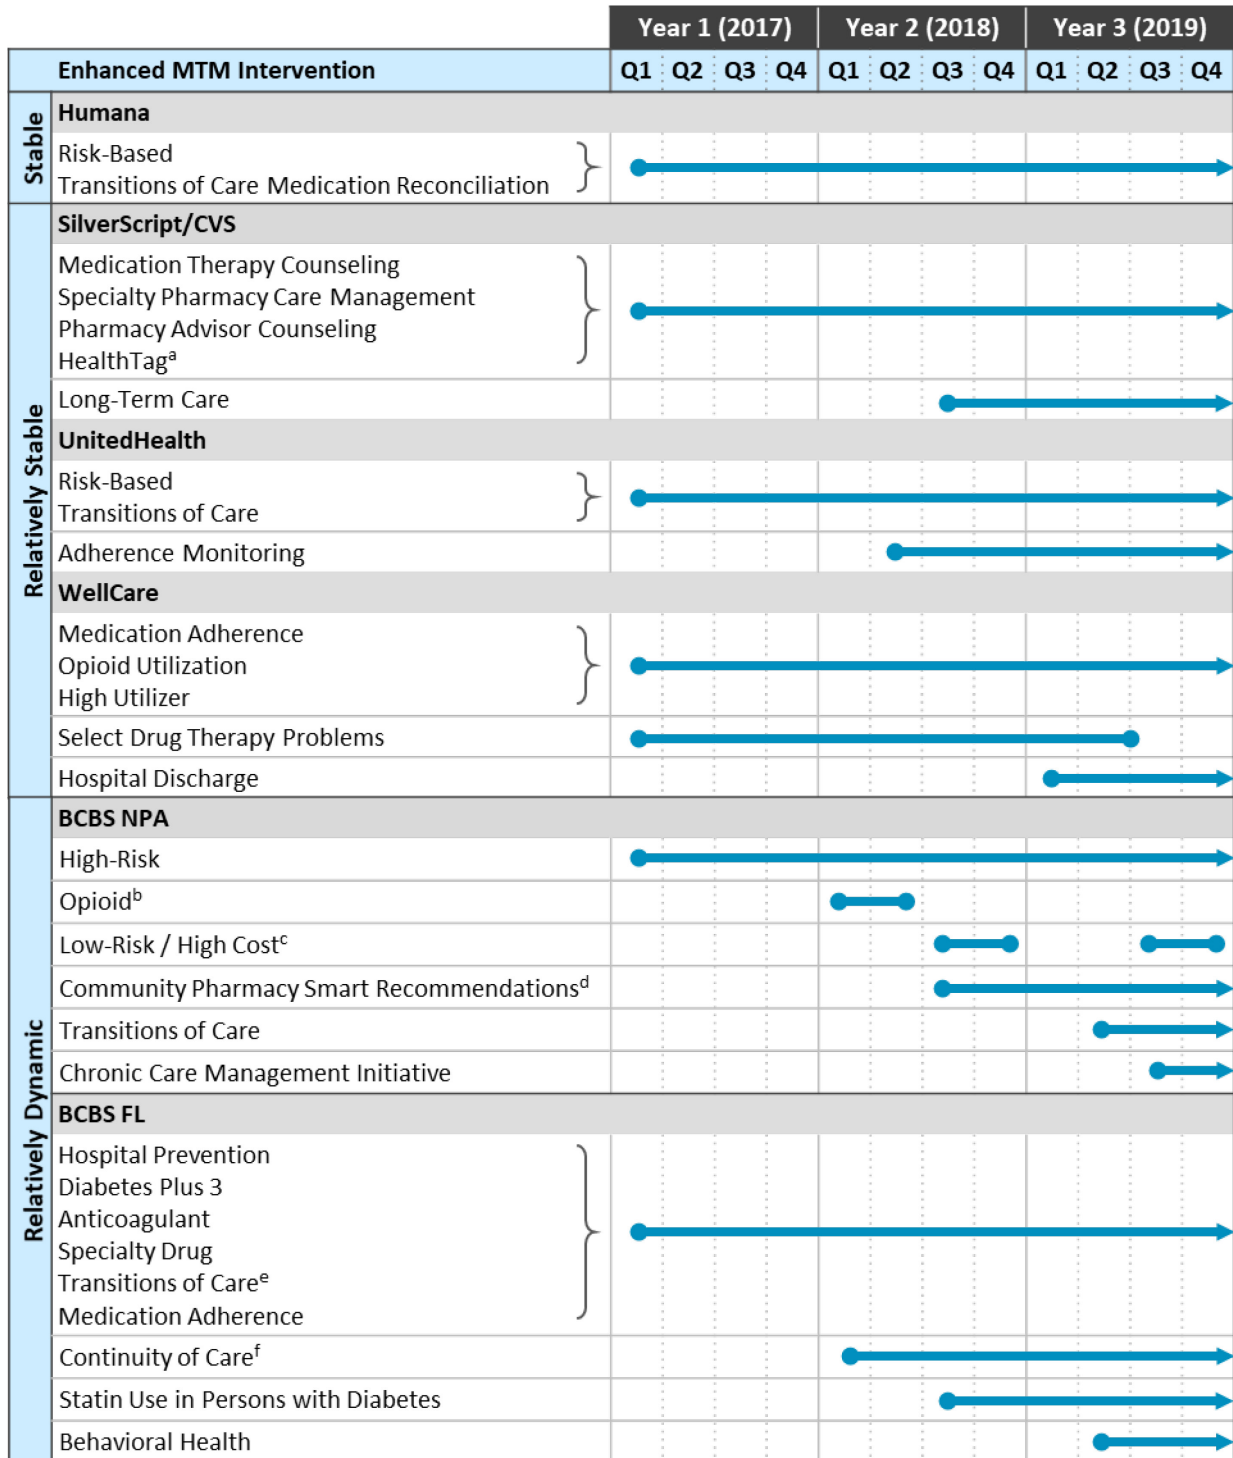 Year 1 (2017) Year 2 (2018) Year 3 (2019)
Enhanced MTM Intervention Q1 Q2 Q3 Q4 Q1 Q2 Q3 Q4 Q1 Q2 Q3 Q4
Stable
Humana
Risk-Based
Transitions of Care Medication Reconciliation
Relatively Stable
SilverScript/CVS
Medication Therapy Counseling
Specialty Pharmacy Care Management
Pharmacy Advisor Counseling
HealthTagᵃ
Long-Term Care
UnitedHealth
Risk-Based
Transitions of Care
Adherence Monitoring
WellCare
Medication Adherence
Opioid Utilization
High Utilizer
Select Drug Therapy Problems
Hospital Discharge
Relatively Dynamic
BCBS NPA
High-Risk
Opioidᵇ
Low-Risk / High Costᶜ
Community Pharmacy Smart Recommendationsᵈ
Transitions of Care
Chronic Care Management Initiative
BCBS FL
Hospital Prevention
Diabetes Plus 3
Anticoagulant
Specialty Drug
Transitions of Careᵉ
Medication Adherence
Continuity of Careᶠ
Statin Use in Persons with Diabetes
Behavioral Health